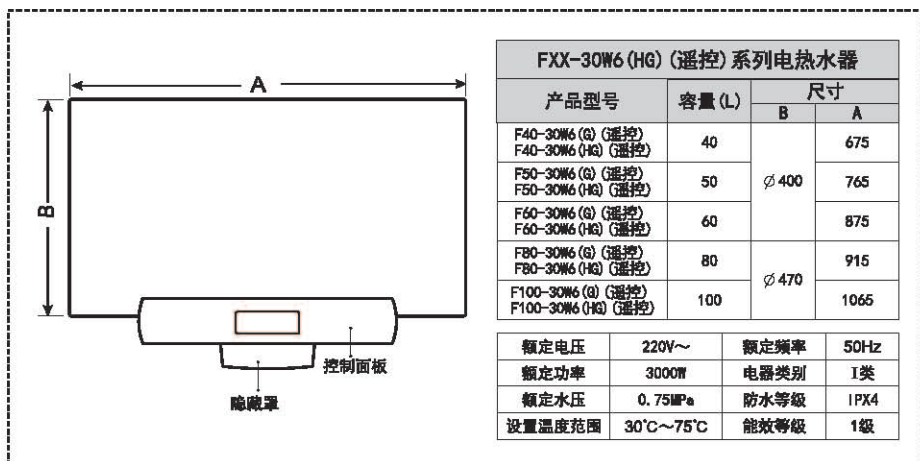 A
B
控制面板
隐蔽罩
FXX-30W6(HG)(遥控)系列电热水器
产品型号 容量(L) 尺寸
B A
F40-30W6(G)(遥控)
F40-30W6(HG)(遥控)
40 675
F50-30W6(G)(遥控)
F50-30W6(HG)(遥控)
50 ∅400 765
F60-30W6(G)(遥控)
F60-30W6(HG)(遥控)
60 875
F80-30W6(G)(遥控)
F80-30W6(HG)(遥控)
80 ∅470 915
F100-30W6(G)(遥控)
F100-30W6(HG)(遥控)
100 1065
额定电压 220V～ 额定频率 50Hz
额定功率 3000W 电器类别 I类
额定水压 0.75MPa 防水等级 IPX4
设置温度范围 30℃～75℃ 能效等级 1级